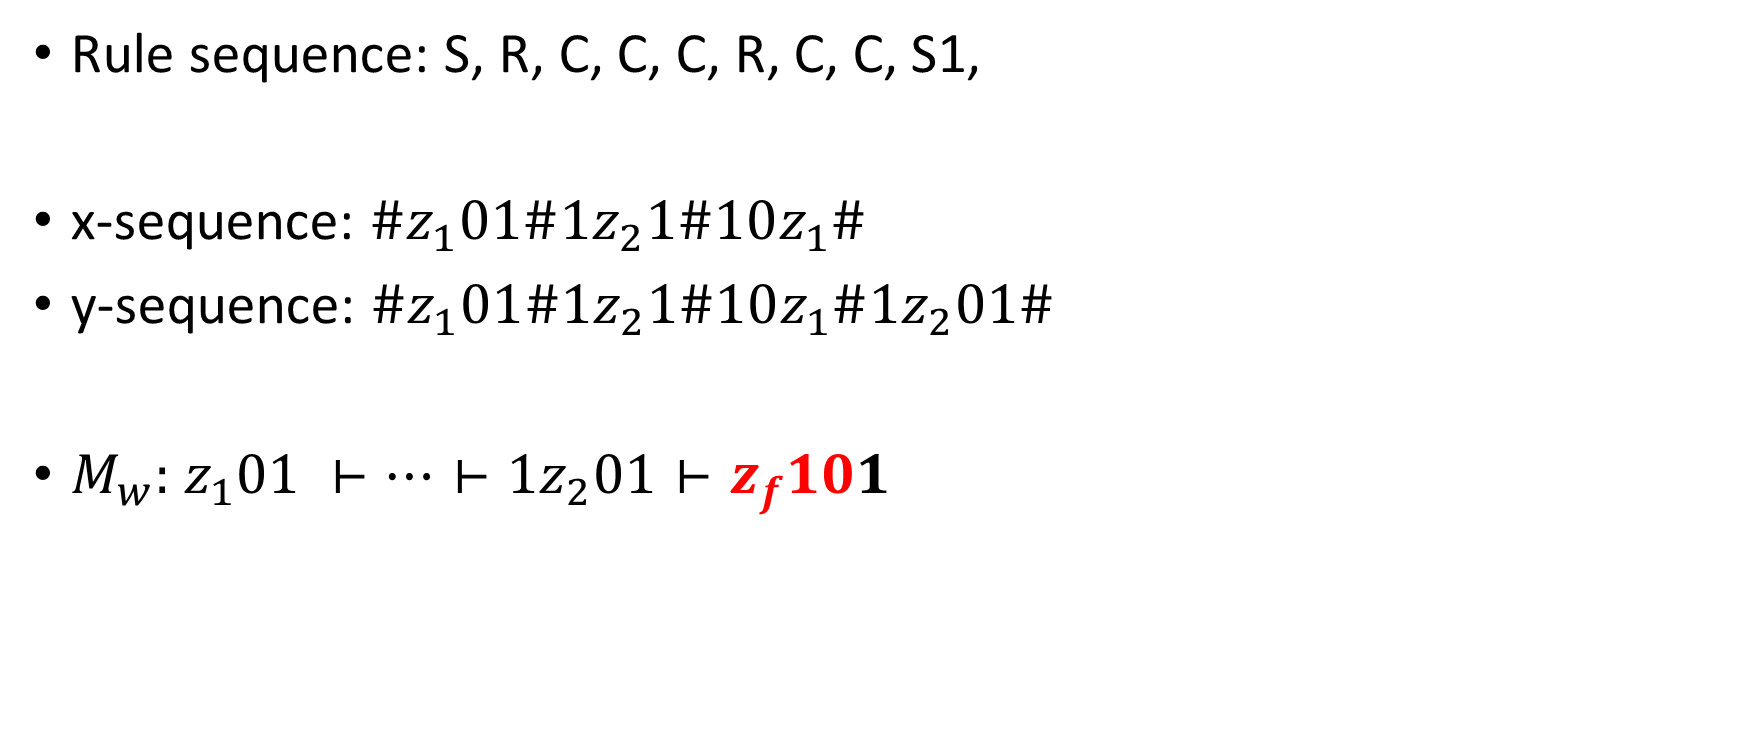 • Rule sequence: S, R, C, C, C, R, C, C, S1,
• x-sequence: #z₁01#1z₂1#10z₁#
• y-sequence: #z₁01#1z₂1#10z₁#1z₂01#
• M_w: z₁01 ⊢ ⋯ ⊢ 1z₂01 ⊢ z_f101